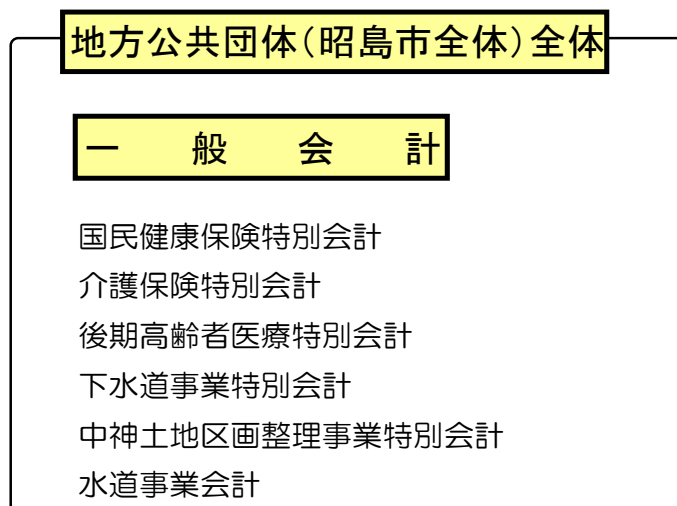 地方公共団体(昭島市全体)全体
一般会計
国民健康保険特別会計
介護保険特別会計
後期高齢者医療特別会計
下水道事業特別会計
中神土地区画整理事業特別会計
水道事業会計